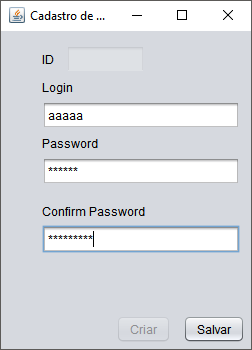 Cadastro de ...
ID
Login
aaaaa
Password
******
Confirm Password
*********
Criar
Salvar